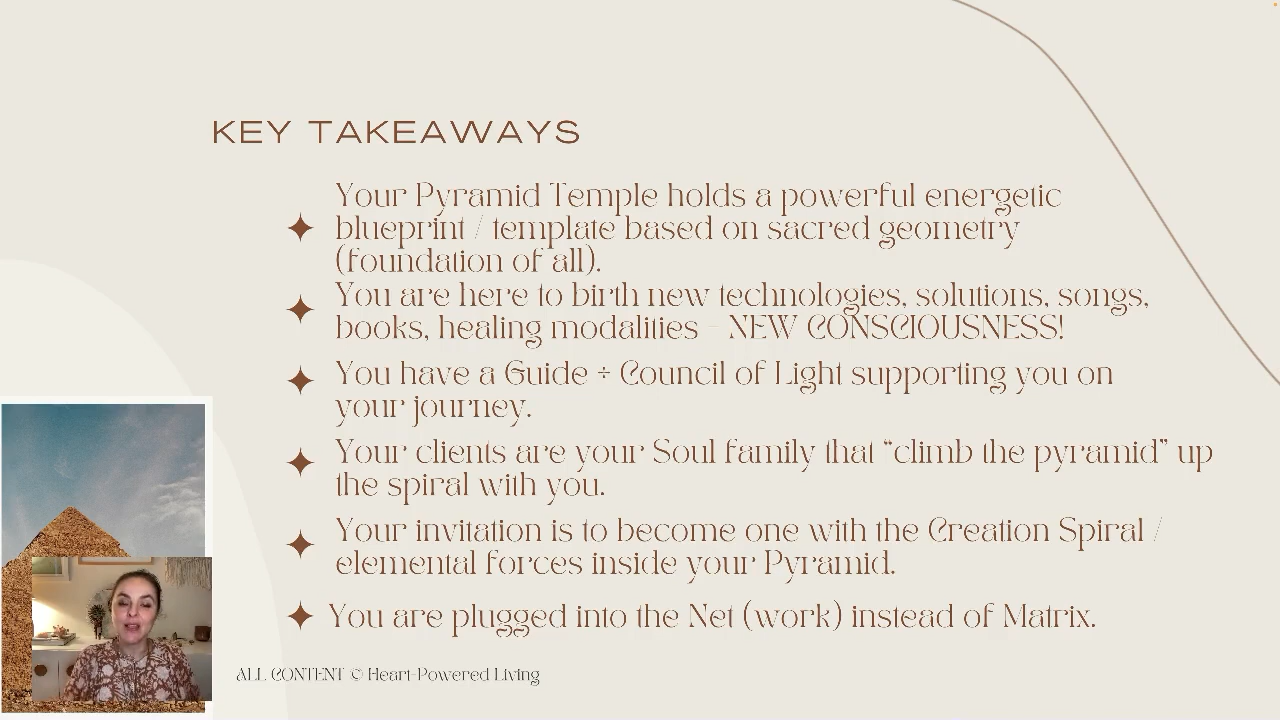 KEY TAKEAWAYS
Your Pyramid Temple holds a powerful energetic
blueprint / template based on sacred geometry
(foundation of all).
You are here to birth new technologies, solutions, songs,
books, healing modalities - NEW CONSCIOUSNESS!
You have a Guide + Council of Light supporting you on
your journey.
Your clients are your Soul family that “climb the pyramid” up
the spiral with you.
Your invitation is to become one with the Creation Spiral /
elemental forces inside your Pyramid.
You are plugged into the Net (work) instead of Matrix.
ALL CONTENT © Heart-Powered Living